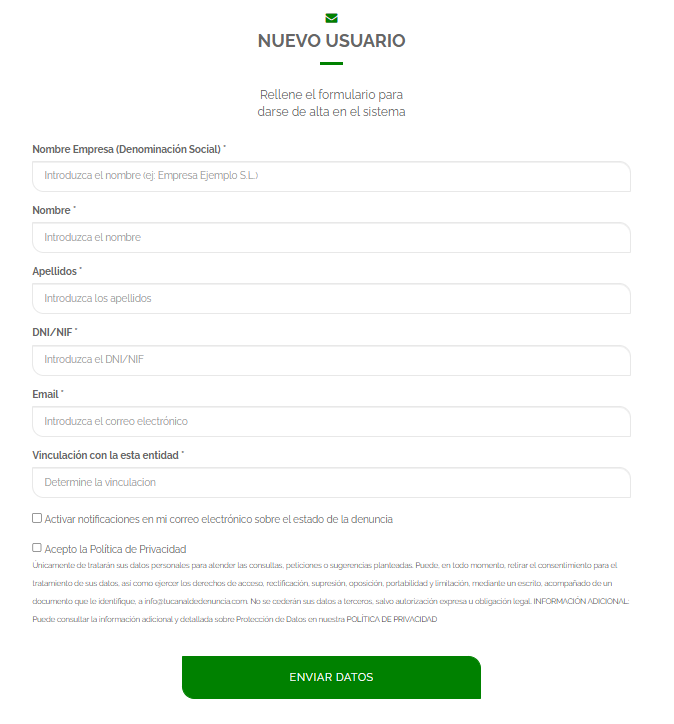 NUEVO USUARIO
Rellene el formulario para
darse de alta en el sistema
Nombre Empresa (Denominación Social) *
Introduzca el nombre (ej: Empresa Ejemplo S.L.)
Nombre *
Introduzca el nombre
Apellidos *
Introduzca los apellidos
DNI/NIF *
Introduzca el DNI/NIF
Email *
Introduzca el correo electrónico
Vinculación con la esta entidad *
Determine la vinculacion
Activar notificaciones en mi correo electrónico sobre el estado de la denuncia
Acepto la Política de Privacidad
Unicamente de tratarán sus datos personales para atender las consultas, peticiones o sugerencias planteadas. Puede, en todo momento, retirar el consentimiento para el
tratamiento de sus datos, así como ejercer los derechos de acceso, rectificación, supresión, oposición, portabilidad y limitación, mediante un escrito, acompañado de un
documento que le identifique, a info@tucanaldedenuncia.com. No se cederán sus datos a terceros, salvo autorización expresa u obligación legal. INFORMACIÓN ADICIONAL:
Puede consultar la información adicional y detallada sobre Protección de Datos en nuestra POLÍTICA DE PRIVACIDAD
ENVIAR DATOS